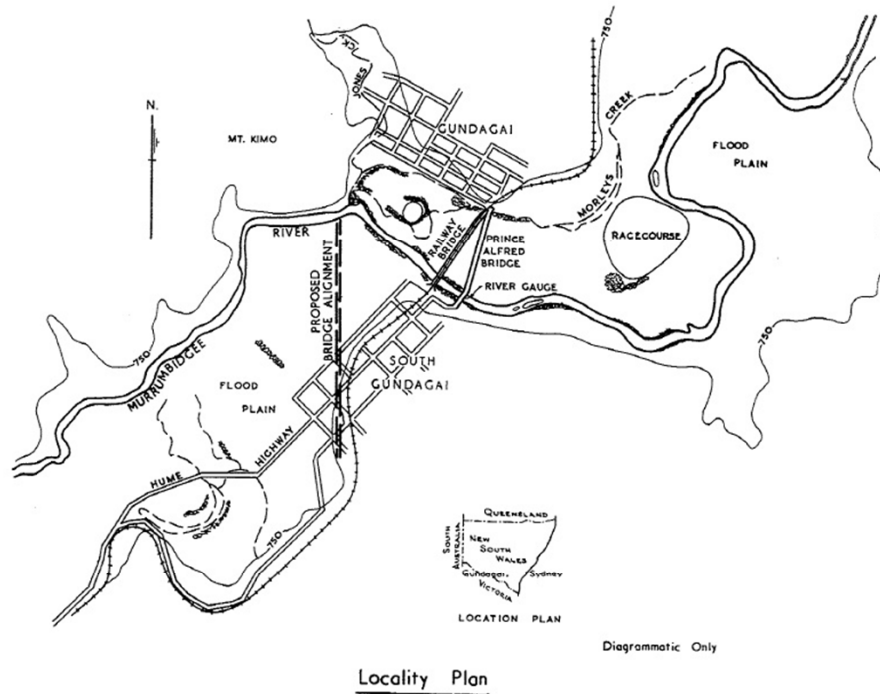 750
JONES
CK
N.
MT. KIMO
GUNDAGAI
CREEK
MORLEYS
FLOOD
PLAIN
RIVER
RAILWAY
BRIDGE
PRINCE
ALFRED
BRIDGE
RACECOURSE
PROPOSED
BRIDGE ALIGNMENT
RIVER GAUGE
750
750
MURRUMBIDGEE
SOUTH
GUNDAGAI
FLOOD
PLAIN
HUME
HIGHWAY
750
QUEENSLAND
SOUTH
AUSTRALIA
NEW
SOUTH
WALES
Gundagai
Sydney
VICTORIA
LOCATION PLAN
Diagrammatic Only
Locality Plan